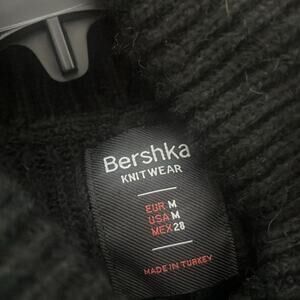 Bershka
KNITWEAR
EUR M
USA M
MEX 28
MADE IN TURKEY